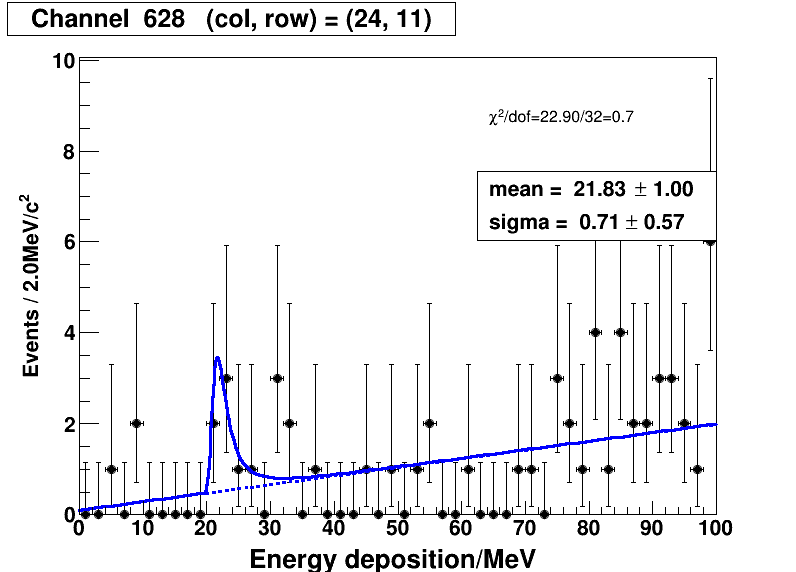 Channel 628 (col, row) = (24, 11)
χ²/dof=22.90/32=0.7
mean = 21.83 ± 1.00
sigma = 0.71 ± 0.57
Events / 2.0MeV/c²
10
8
6
4
2
0
0 10 20 30 40 50 60 70 80 90 100
Energy deposition/MeV